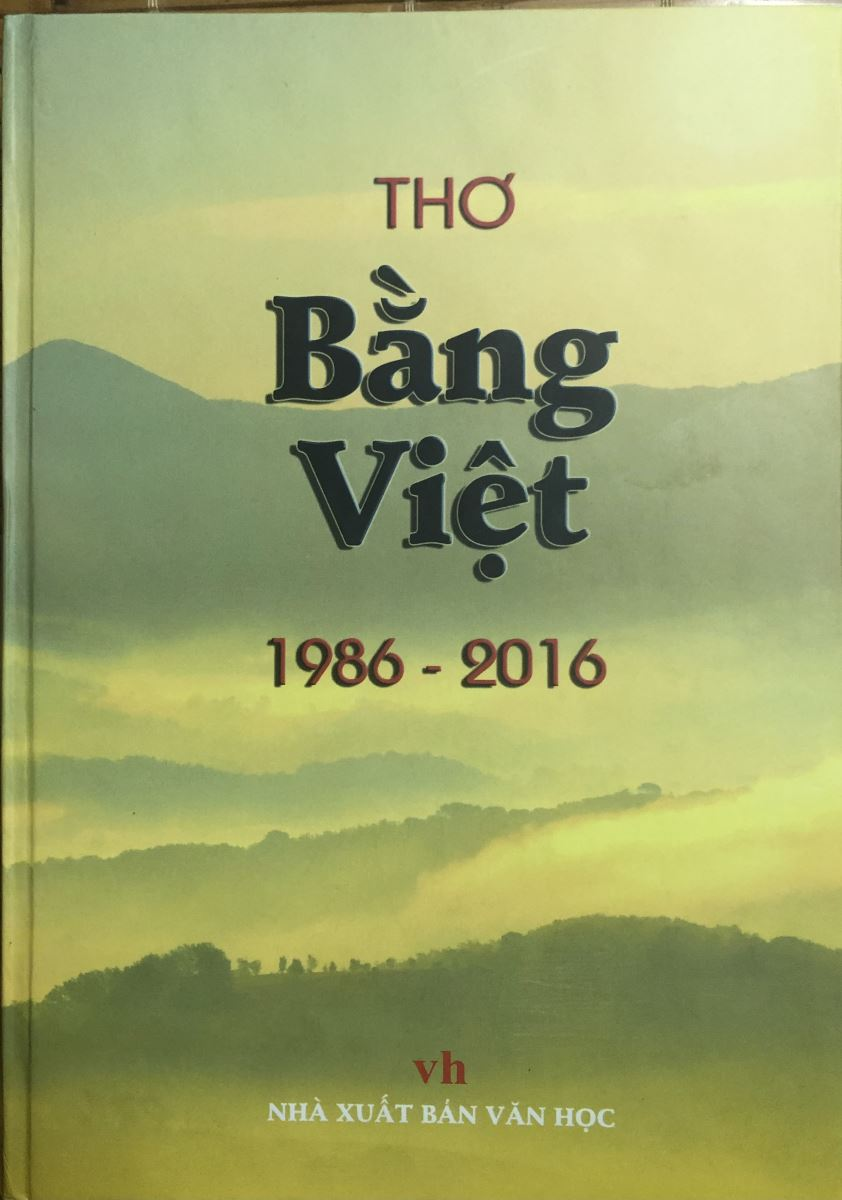 THƠ
Bằng
Việt
1986 - 2016
vh
NHÀ XUẤT BẢN VĂN HỌC